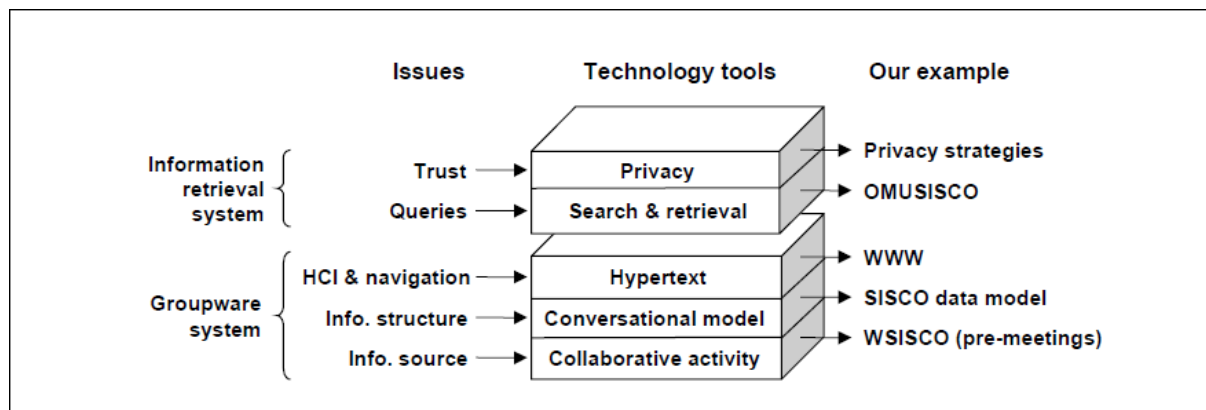 Issues Technology tools Our example
Information
retrieval
system
Trust Privacy Privacy strategies
Queries Search & retrieval OMUSISCO
Groupware
system
HCI & navigation Hypertext WWW
Info. structure Conversational model SISCO data model
Info. source Collaborative activity WSISCO (pre-meetings)